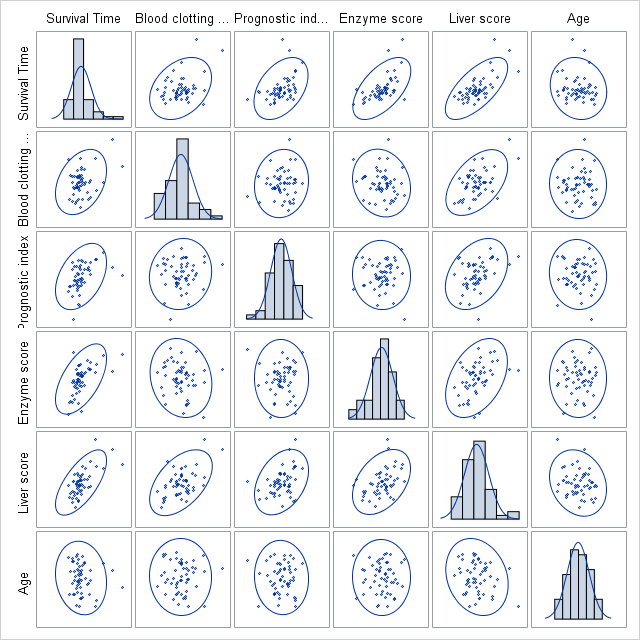 Survival Time
Blood clotting ...
Prognostic ind...
Enzyme score
Liver score
Age
Survival Time
Blood clotting ...
Prognostic index
Enzyme score
Liver score
Age